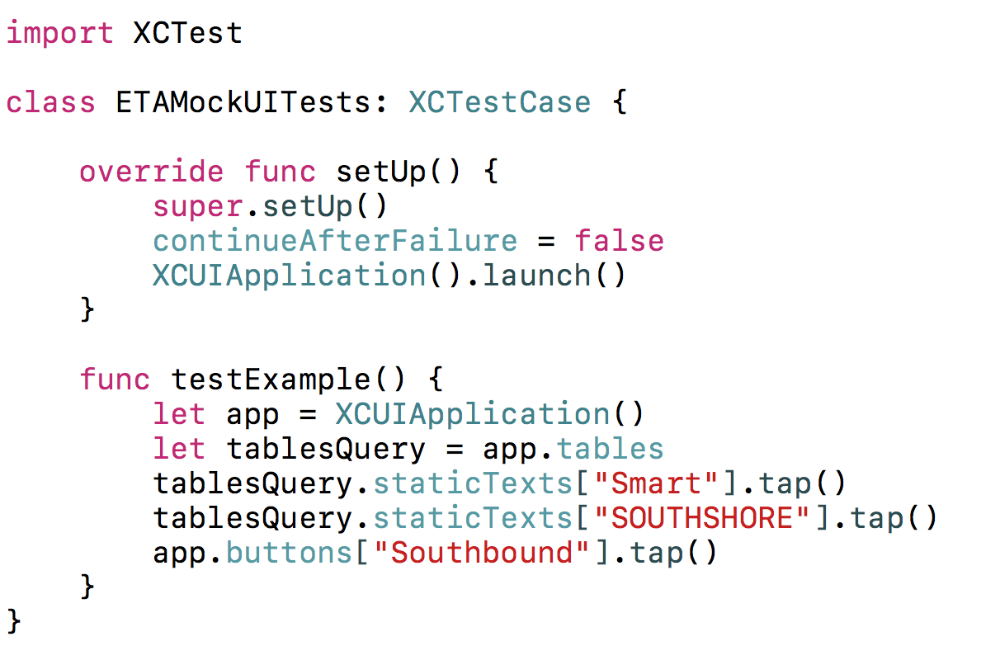 import XCTest
class ETAMockUITests: XCTestCase {
override func setUp() {
super.setUp()
continueAfterFailure = false
XCUIApplication().launch()
}
func testExample() {
let app = XCUIApplication()
let tablesQuery = app.tables
tablesQuery.staticTexts["Smart"].tap()
tablesQuery.staticTexts["SOUTHSHORE"].tap()
app.buttons["Southbound"].tap()
}
}